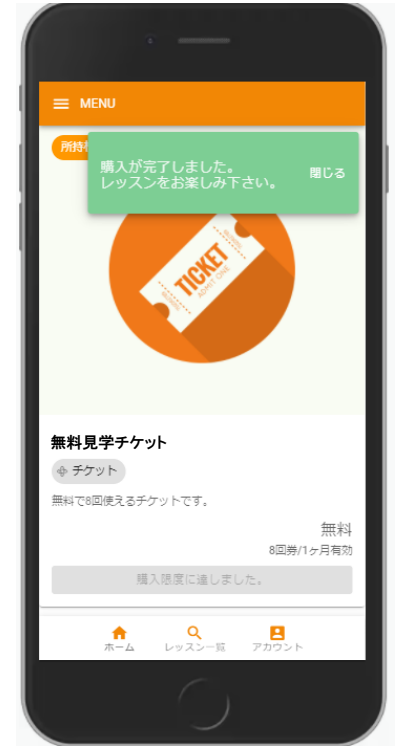 MENU
所持
購入が完了しました。
レッスンをお楽しみ下さい。
閉じる
TICKET
ADMIT ONE
無料見学チケット
チケット
無料で8回使えるチケットです。
無料
8回券/1ヶ月有効
購入限度に達しました。
ホーム
レッスン一覧
アカウント